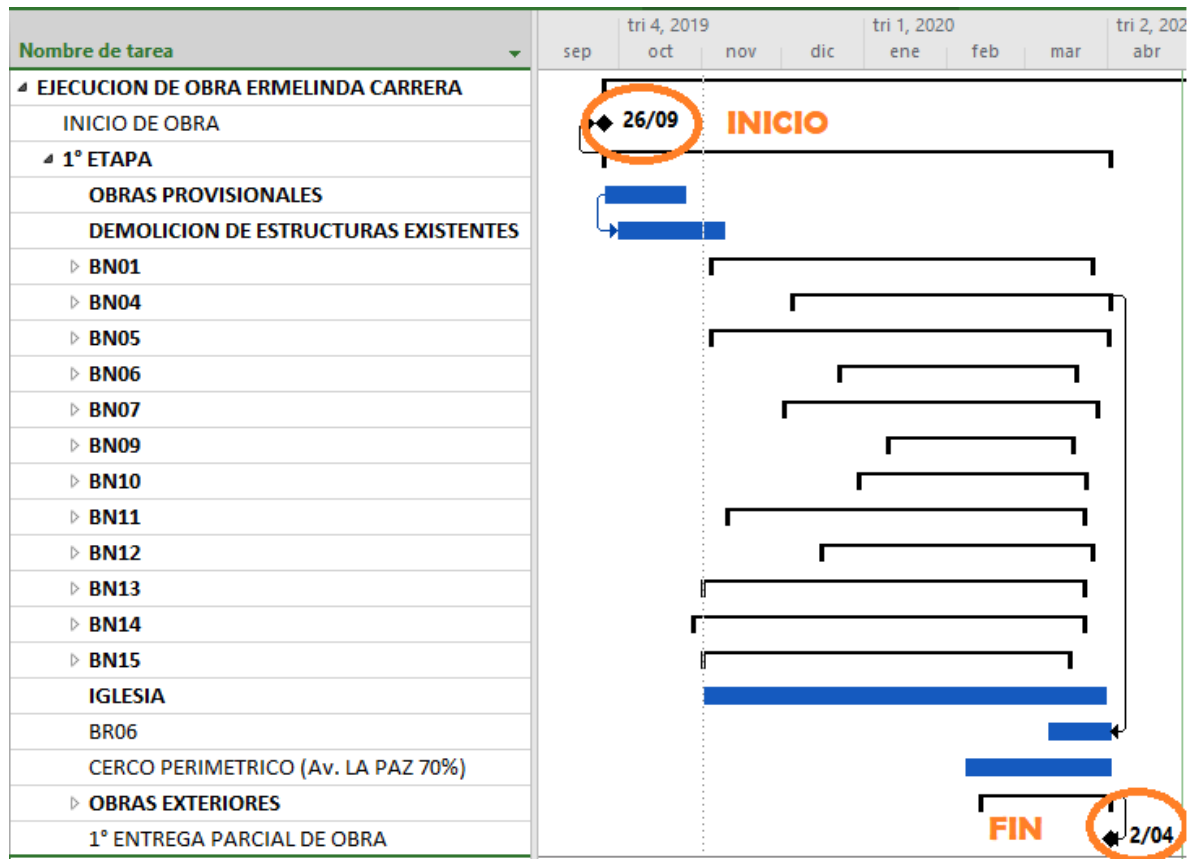 tri 4, 2019 tri 1, 2020 tri 2, 202
Nombre de tarea sep oct nov dic ene feb mar abr
EJECUCION DE OBRA ERMELINDA CARRERA
INICIO DE OBRA 26/09 INICIO
1° ETAPA
OBRAS PROVISIONALES
DEMOLICION DE ESTRUCTURAS EXISTENTES
BN01
BN04
BN05
BN06
BN07
BN09
BN10
BN11
BN12
BN13
BN14
BN15
IGLESIA
BR06
CERCO PERIMETRICO (Av. LA PAZ 70%)
OBRAS EXTERIORES
1° ENTREGA PARCIAL DE OBRA FIN 2/04